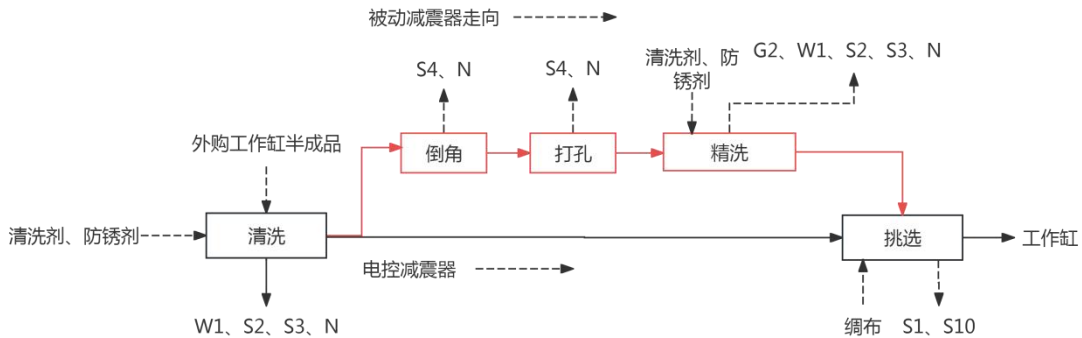 被动减震器走向
S4、N
S4、N
清洗剂、防
锈剂
G2、W1、S2、S3、N
外购工作缸半成品
倒角
打孔
精洗
清洗剂、防锈剂
清洗
挑选
工作缸
电控减震器
W1、S2、S3、N
绸布
S1、S10